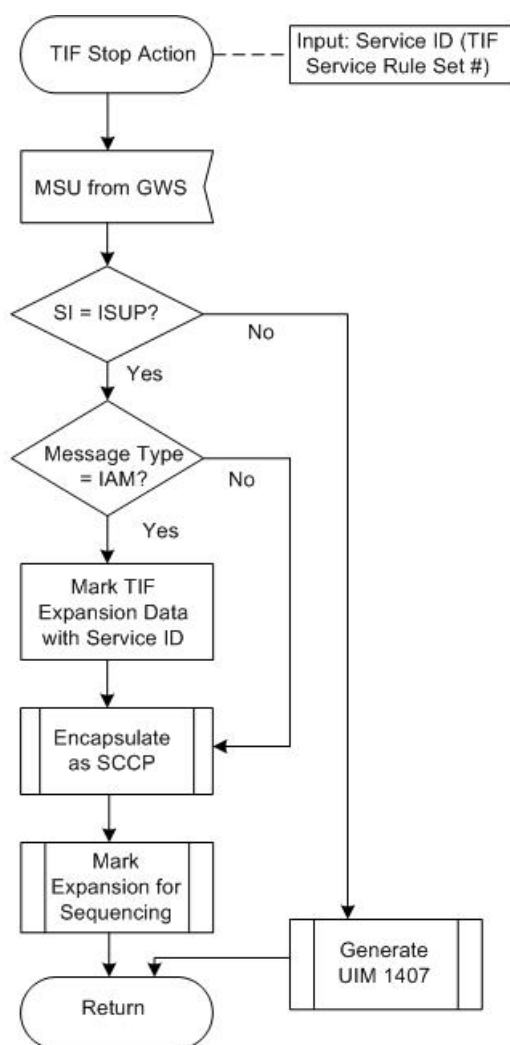 TIF Stop Action
Input: Service ID (TIF
Service Rule Set #)
MSU from GWS
SI = ISUP?
No
Yes
Message Type
= IAM?
No
Yes
Mark TIF
Expansion Data
with Service ID
Encapsulate
as SCCP
Mark
Expansion for
Sequencing
Generate
UIM 1407
Return